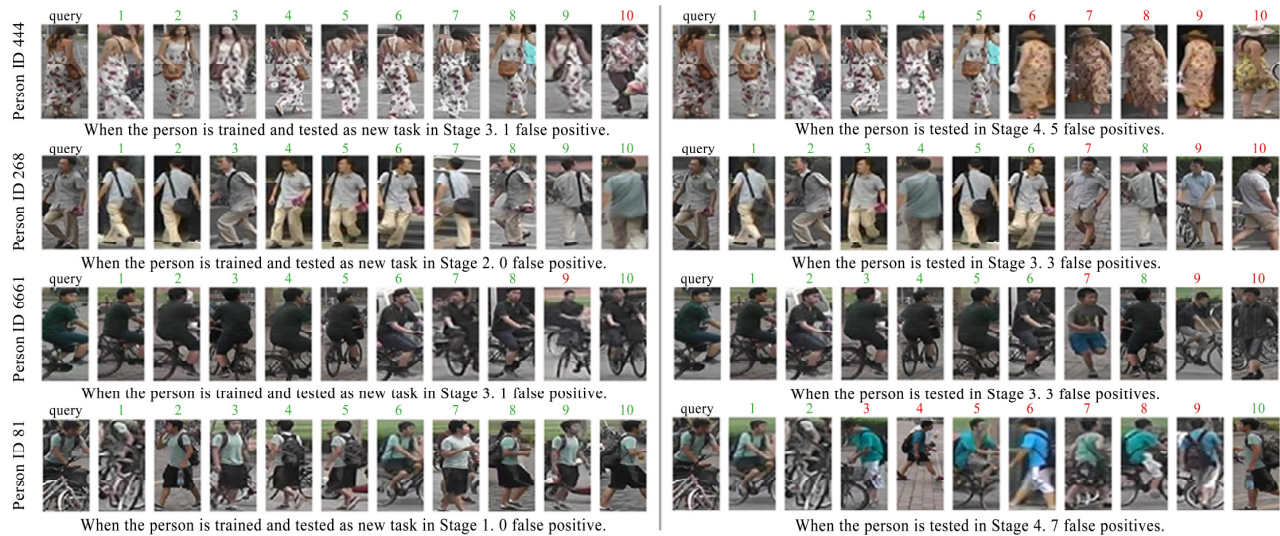 query 1 2 3 4 5 6 7 8 9 10
Person ID 444
When the person is trained and tested as new task in Stage 3. 1 false positive.
query 1 2 3 4 5 6 7 8 9 10
When the person is tested in Stage 4. 5 false positives.
query 1 2 3 4 5 6 7 8 9 10
Person ID 268
When the person is trained and tested as new task in Stage 2. 0 false positive.
query 1 2 3 4 5 6 7 8 9 10
When the person is tested in Stage 3. 3 false positives.
query 1 2 3 4 5 6 7 8 9 10
Person ID 6661
When the person is trained and tested as new task in Stage 3. 1 false positive.
query 1 2 3 4 5 6 7 8 9 10
When the person is tested in Stage 3. 3 false positives.
query 1 2 3 4 5 6 7 8 9 10
Person ID 81
When the person is trained and tested as new task in Stage 1. 0 false positive.
query 1 2 3 4 5 6 7 8 9 10
When the person is tested in Stage 4. 7 false positives.